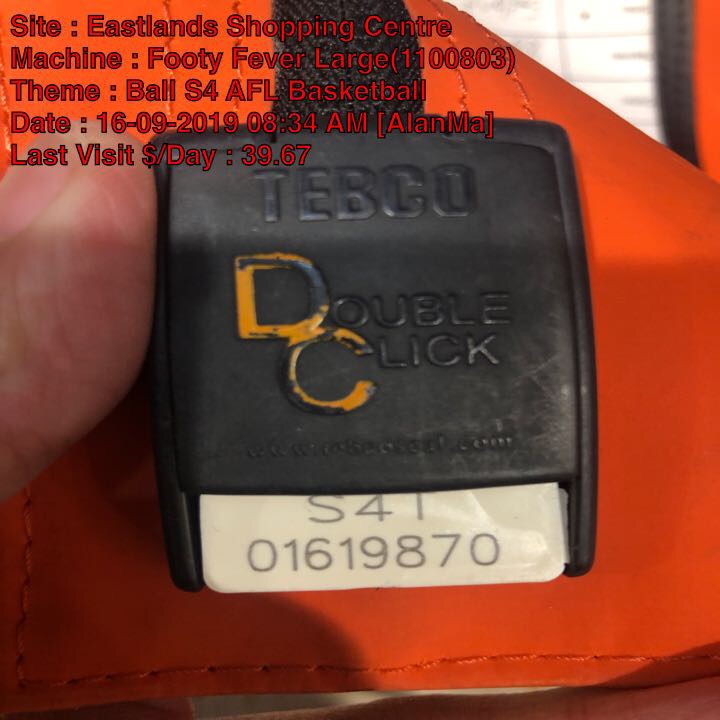 Site : Eastlands Shopping Centre
Machine : Footy Fever Large(1100803)
Theme : Ball S4 AFL Basketball
Date : 16-09-2019 08:34 AM [AlanMa]
Last Visit $/Day : 39.67
TEBCO
DOUBLE
CLICK
01619870